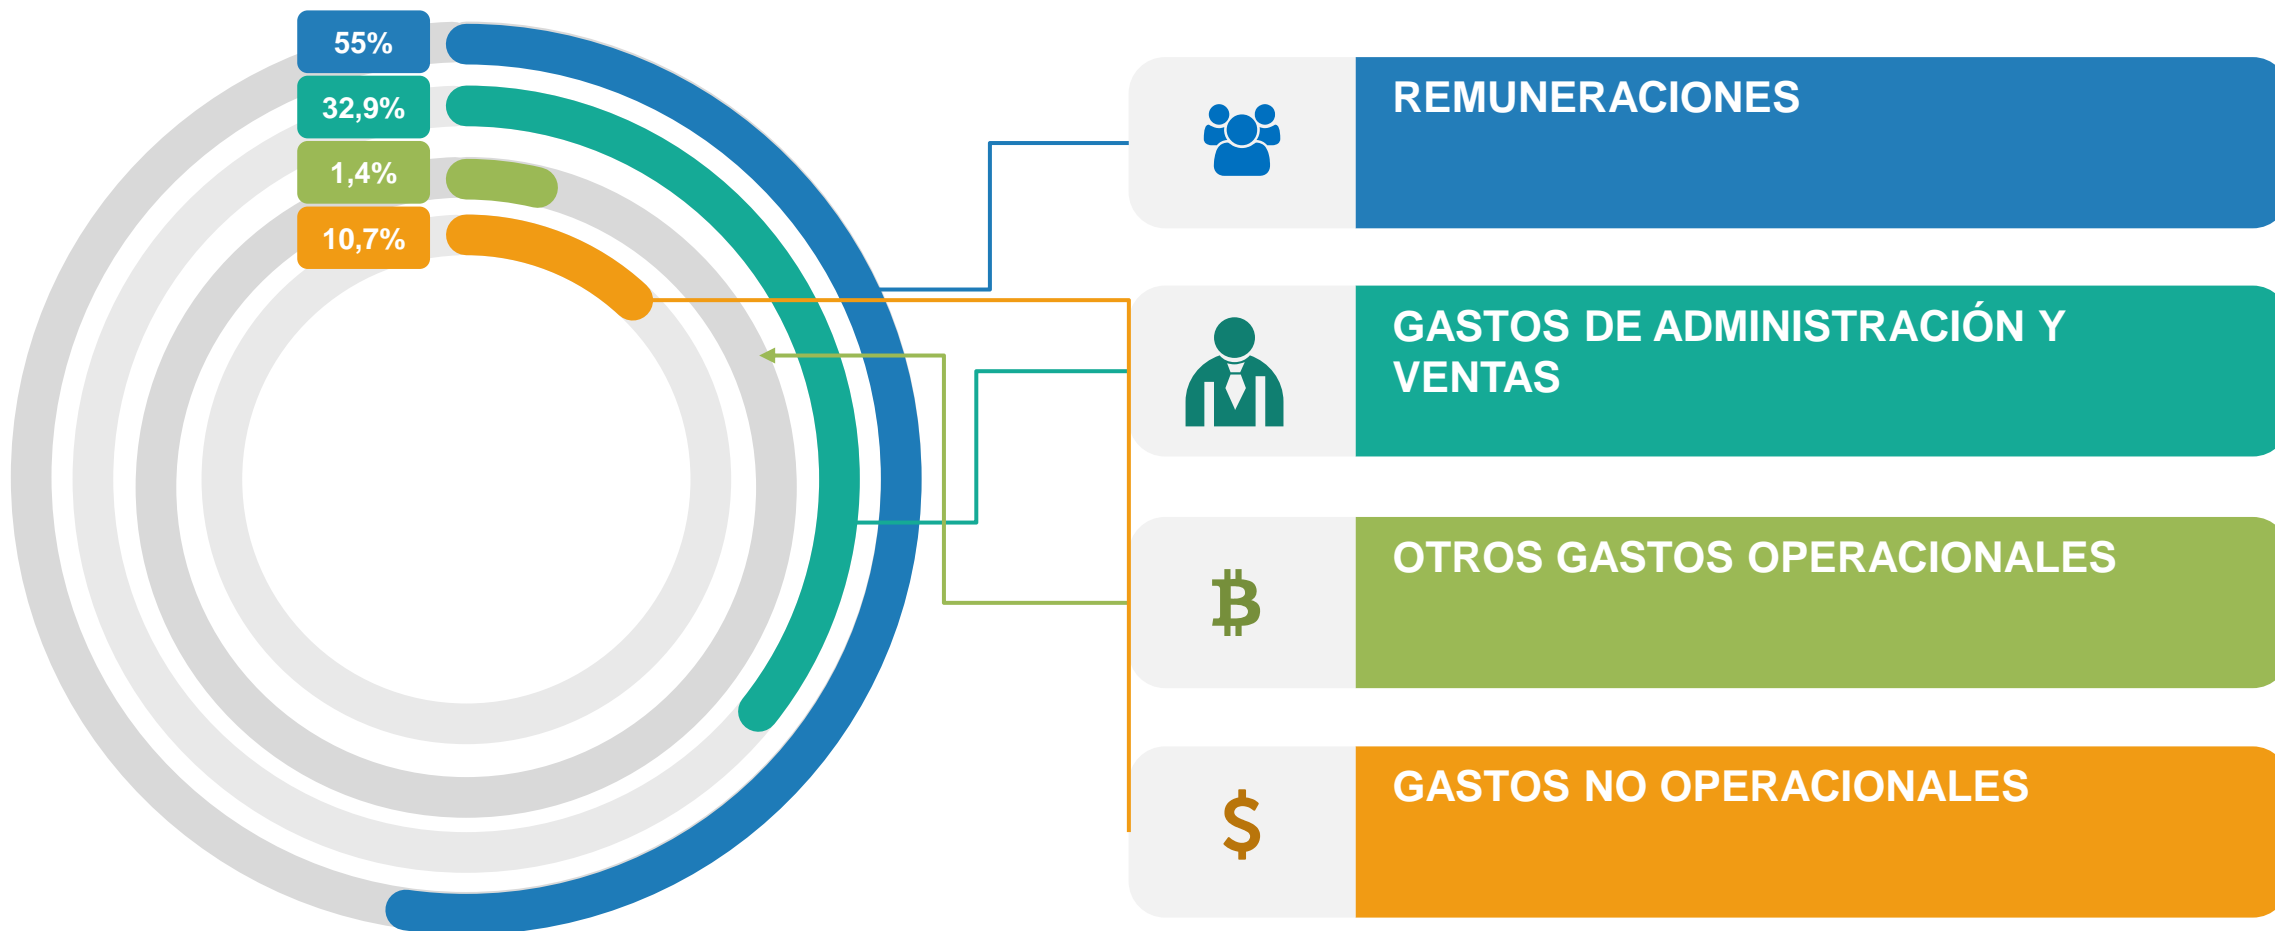 55%
32,9%
1,4%
10,7%
REMUNERACIONES
GASTOS DE ADMINISTRACIÓN Y
VENTAS
OTROS GASTOS OPERACIONALES
GASTOS NO OPERACIONALES